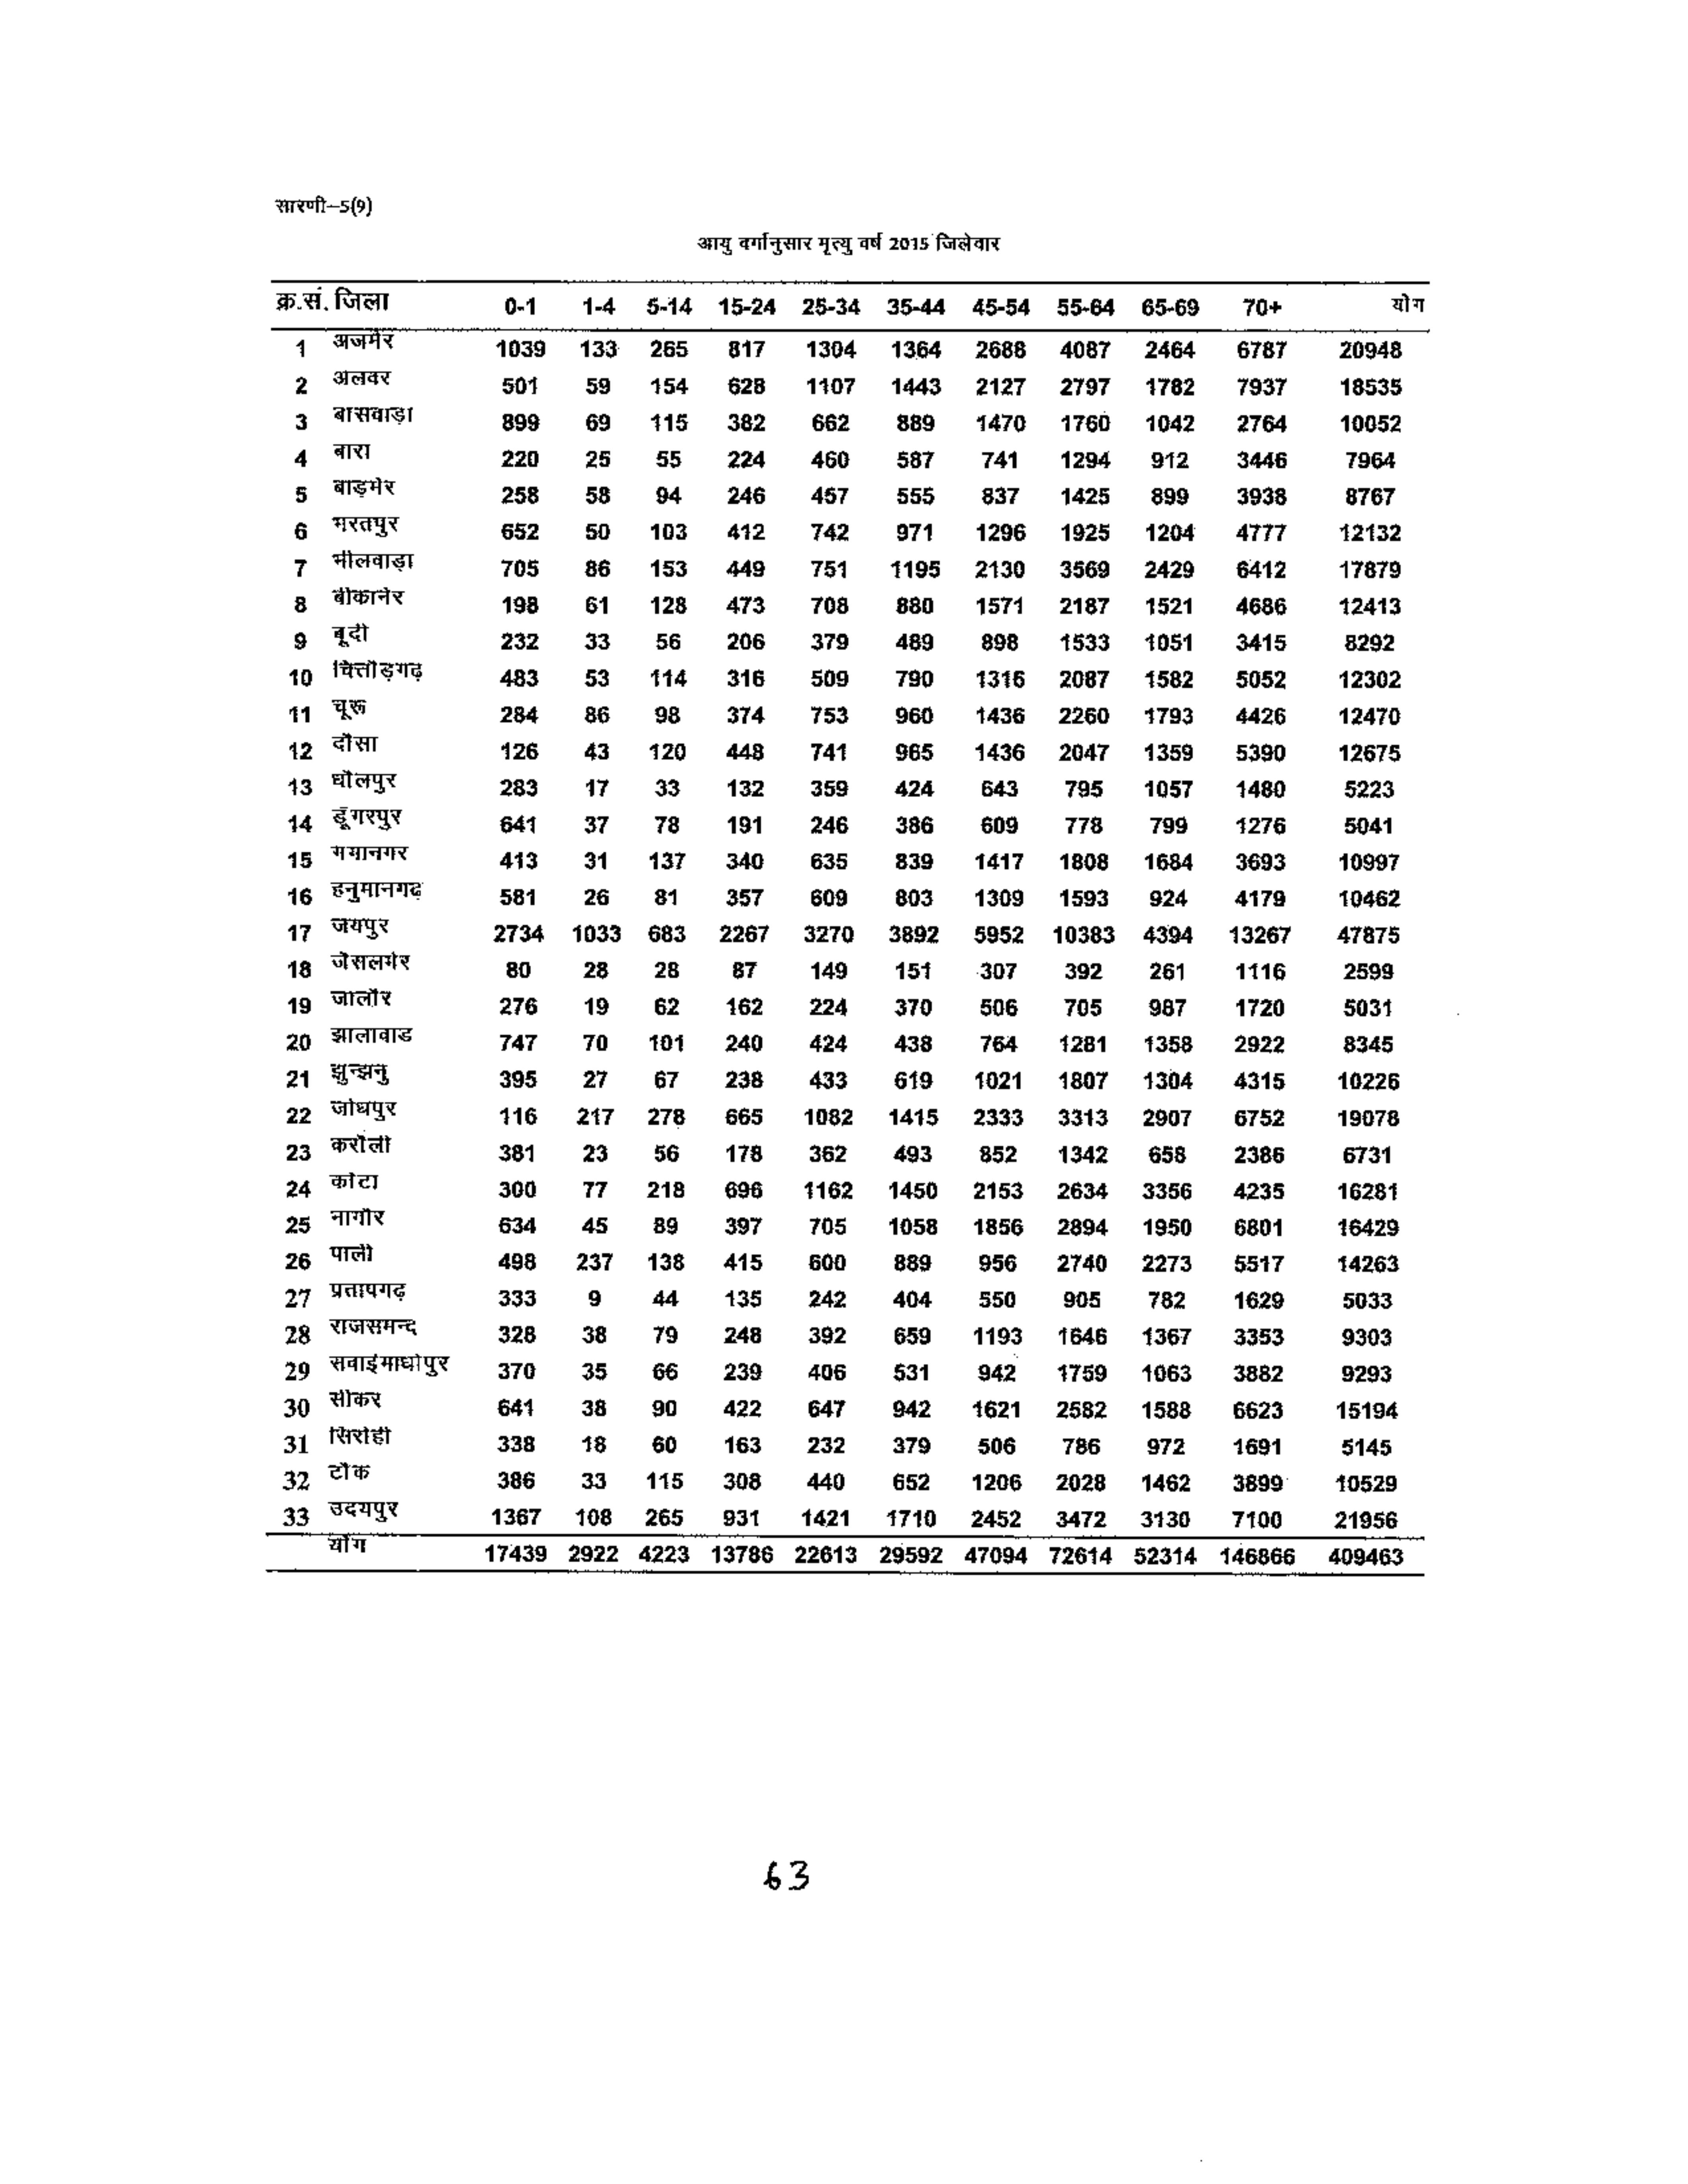 सारणी–5(9)
आयु वर्गानुसार मृत्यु वर्ष 2015 जिलेवार
क्र.सं. जिला 0-1 1-4 5-14 15-24 25-34 35-44 45-54 55-64 65-69 70+ योग
1 अजमेर 1039 133 265 817 1304 1364 2688 4087 2464 6787 20948
2 अलवर 501 59 154 628 1107 1443 2127 2797 1782 7937 18535
3 बासवाड़ा 899 69 115 382 662 889 1470 1760 1042 2764 10052
4 बारा 220 25 55 224 460 587 741 1294 912 3446 7964
5 बाड़मेर 258 58 94 246 457 555 837 1425 899 3938 8767
6 भरतपुर 652 50 103 412 742 971 1296 1925 1204 4777 12132
7 भीलवाड़ा 705 86 153 449 751 1195 2130 3569 2429 6412 17879
8 बीकानेर 198 61 128 473 708 880 1571 2187 1521 4686 12413
9 बूदी 232 33 56 206 379 489 898 1533 1051 3415 8292
10 चित्तौड़गढ़ 483 53 114 316 509 790 1316 2087 1582 5052 12302
11 चूरू 284 86 98 374 753 960 1436 2260 1793 4426 12470
12 दौसा 126 43 120 448 741 965 1436 2047 1359 5390 12675
13 धौलपुर 283 17 33 132 359 424 643 795 1057 1480 5223
14 डूंगरपुर 641 37 78 191 246 386 609 778 799 1276 5041
15 गगानगर 413 31 137 340 635 839 1417 1808 1684 3693 10997
16 हनुमानगढ़ 581 26 81 357 609 803 1309 1593 924 4179 10462
17 जयपुर 2734 1033 683 2267 3270 3892 5952 10383 4394 13267 47875
18 जैसलमेर 80 28 28 87 149 151 307 392 261 1116 2599
19 जालौर 276 19 62 162 224 370 506 705 987 1720 5031
20 झालावाड 747 70 101 240 424 438 764 1281 1358 2922 8345
21 झुन्झनु 395 27 67 238 433 619 1021 1807 1304 4315 10226
22 जोधपुर 116 217 278 665 1082 1415 2333 3313 2907 6752 19078
23 करौली 381 23 56 178 362 493 852 1342 658 2386 6731
24 कोटा 300 77 218 696 1162 1450 2153 2634 3356 4235 16281
25 नागौर 634 45 89 397 705 1058 1856 2894 1950 6801 16429
26 पाली 498 237 138 415 600 889 956 2740 2273 5517 14263
27 प्रतापगढ़ 333 9 44 135 242 404 550 905 782 1629 5033
28 राजसमन्द 328 38 79 248 392 659 1193 1646 1367 3353 9303
29 सवाईमाधोपुर 370 35 66 239 406 531 942 1759 1063 3882 9293
30 सीकर 641 38 90 422 647 942 1621 2582 1588 6623 15194
31 सिरोही 338 18 60 163 232 379 506 786 972 1691 5145
32 टोंक 386 33 115 308 440 652 1206 2028 1462 3899 10529
33 उदयपुर 1367 108 265 931 1421 1710 2452 3472 3130 7100 21956
योग 17439 2922 4223 13786 22613 29592 47094 72614 52314 146866 409463
63